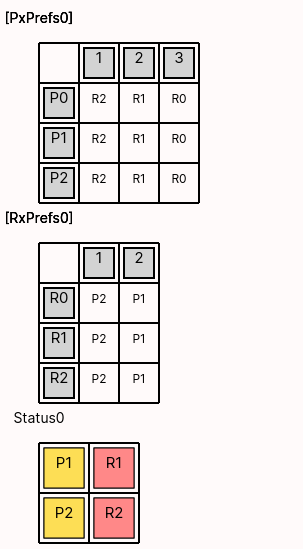 [PxPrefs0]
1 2 3
P0 R2 R1 R0
P1 R2 R1 R0
P2 R2 R1 R0
[RxPrefs0]
1 2
R0 P2 P1
R1 P2 P1
R2 P2 P1
Status0
P1 R1
P2 R2